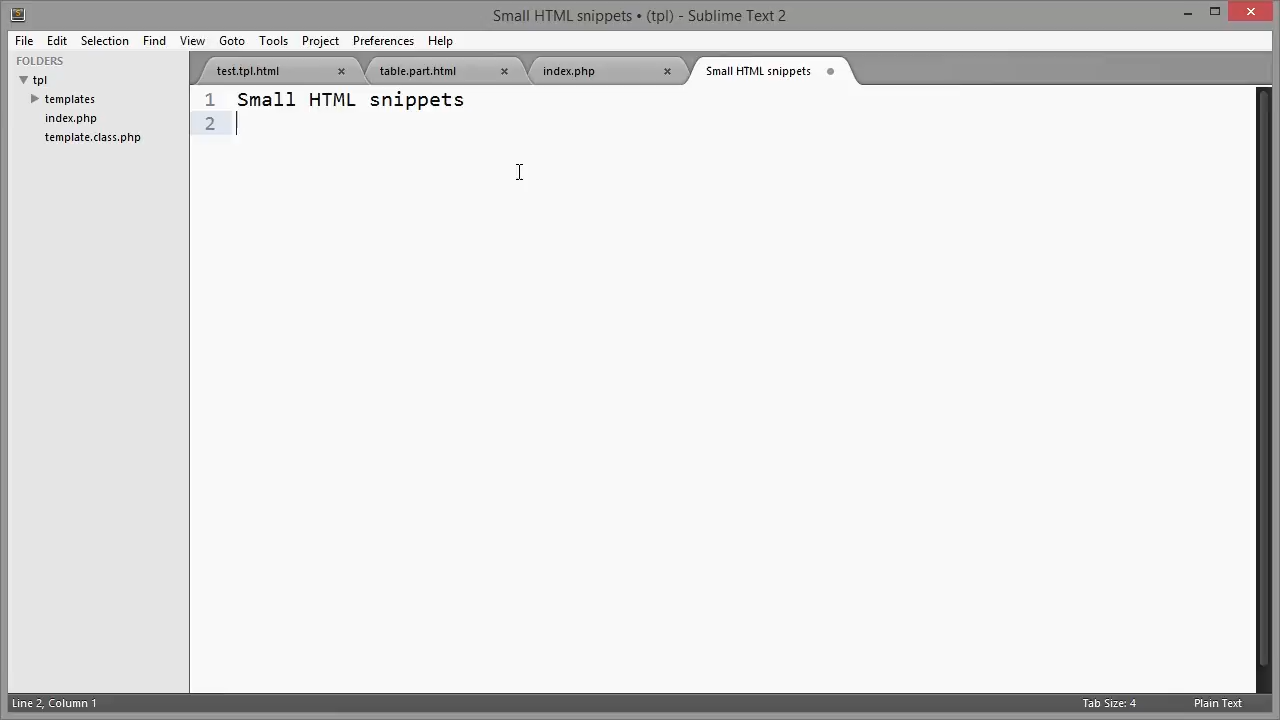 Small HTML snippets • (tpl) - Sublime Text 2
File Edit Selection Find View Goto Tools Project Preferences Help
FOLDERS
tpl
templates
index.php
template.class.php
test.tpl.html × table.part.html × index.php × Small HTML snippets
1 Small HTML snippets
2
Line 2, Column 1 Tab Size: 4 Plain Text